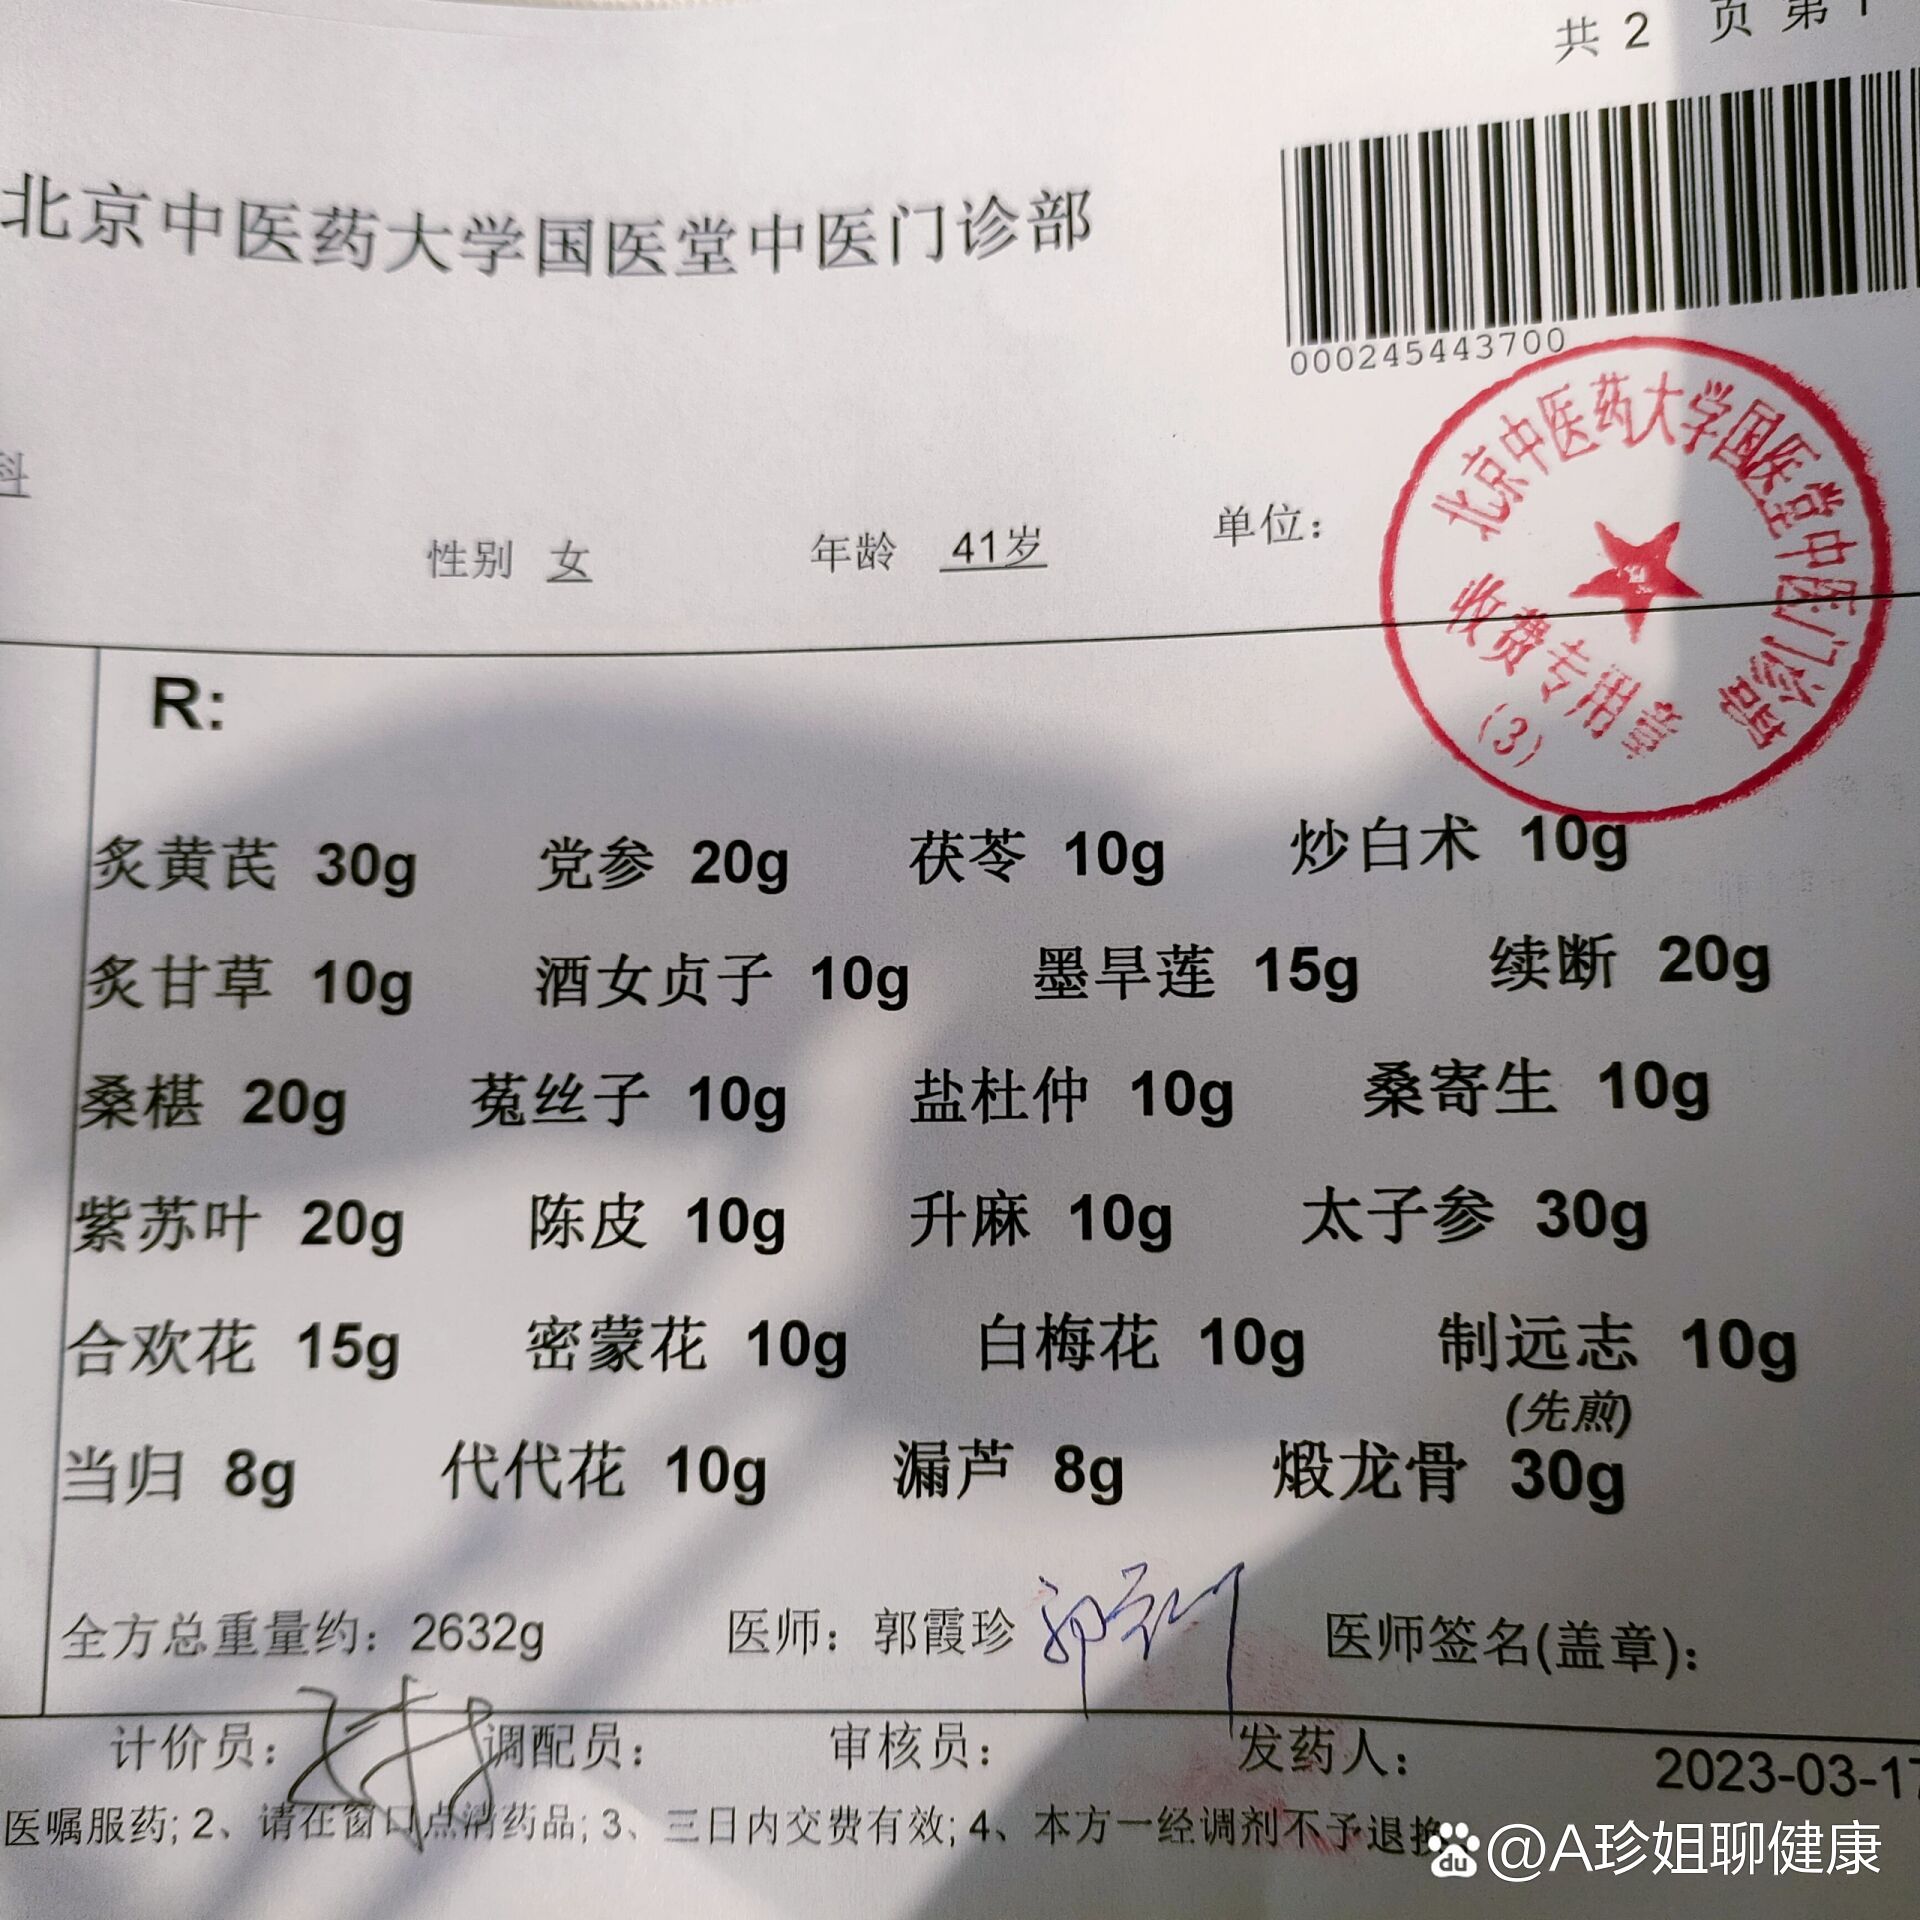 共 2 页 第
北京中医药大学国医堂中医门诊部
000245443700
北京中医药大学国医堂中医门诊部
收费专用章
(3)
科
性别 女 年龄 41岁 单位:
R:
炙黄芪 30g 党参 20g 茯苓 10g 炒白术 10g
炙甘草 10g 酒女贞子 10g 墨旱莲 15g 续断 20g
桑椹 20g 菟丝子 10g 盐杜仲 10g 桑寄生 10g
紫苏叶 20g 陈皮 10g 升麻 10g 太子参 30g
合欢花 15g 密蒙花 10g 白梅花 10g 制远志 10g
(先煎)
当归 8g 代代花 10g 漏芦 8g 煅龙骨 30g
全方总重量约: 2632g 医师: 郭霞珍 医师签名(盖章):
计价员: 调配员: 审核员: 发药人: 2023-03-17
医嘱服药; 2、请在窗口点清药品; 3、三日内交费有效; 4、本方一经调剂不予退换
du @A珍姐聊健康